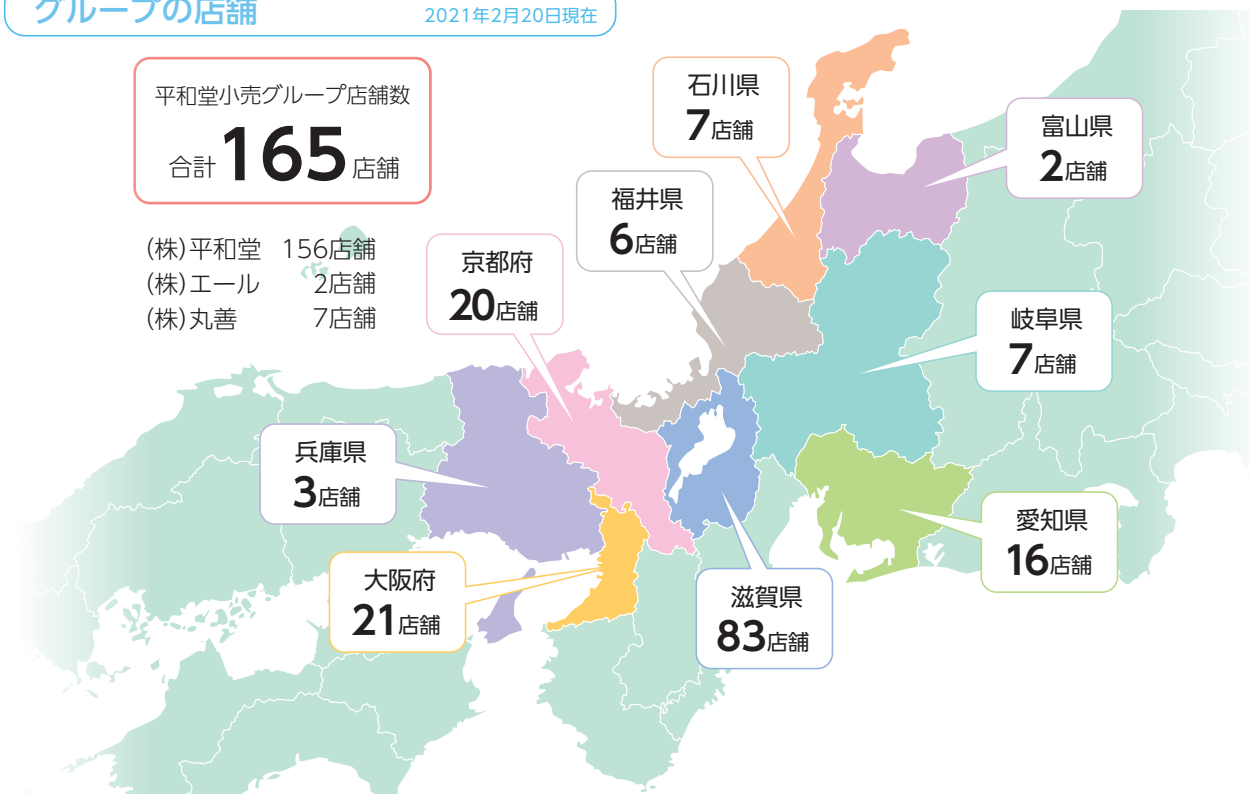 グループの店舗
2021年2月20日現在
平和堂小売グループ店舗数
合計165店舗
(株)平和堂 156店舗
(株)エール 2店舗
(株)丸善 7店舗
石川県
7店舗
富山県
2店舗
福井県
6店舗
京都府
20店舗
岐阜県
7店舗
兵庫県
3店舗
愛知県
16店舗
大阪府
21店舗
滋賀県
83店舗